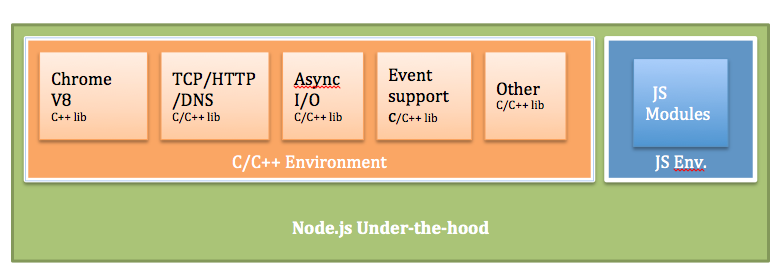 Chrome
V8
C++ lib
TCP/HTTP
/DNS
C/C++ lib
Async
I/O
C/C++ lib
Event
support
C/C++ lib
Other
C/C++ lib
C/C++ Environment
JS
Modules
JS Env.
Node.js Under-the-hood